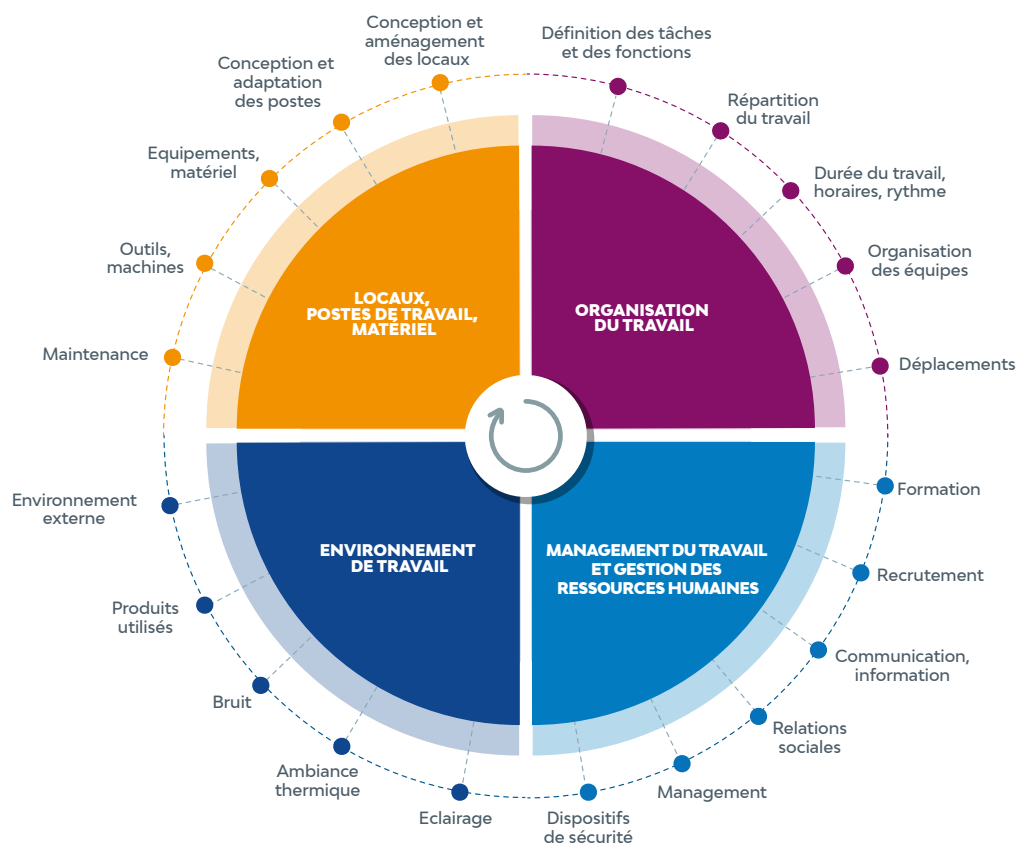 Conception et
aménagement
des locaux
Définition des tâches
et des fonctions
Conception et
adaptation
des postes
Répartition
du travail
Equipements,
matériel
Durée du travail,
horaires, rythme
Outils,
machines
Organisation
des équipes
LOCAUX,
POSTES DE TRAVAIL,
MATÉRIEL
ORGANISATION
DU TRAVAIL
Maintenance
Déplacements
Environnement
externe
Formation
ENVIRONNEMENT
DE TRAVAIL
MANAGEMENT DU TRAVAIL
ET GESTION DES
RESSOURCES HUMAINES
Recrutement
Produits
utilisés
Communication,
information
Bruit
Relations
sociales
Ambiance
thermique
Management
Eclairage
Dispositifs
de sécurité